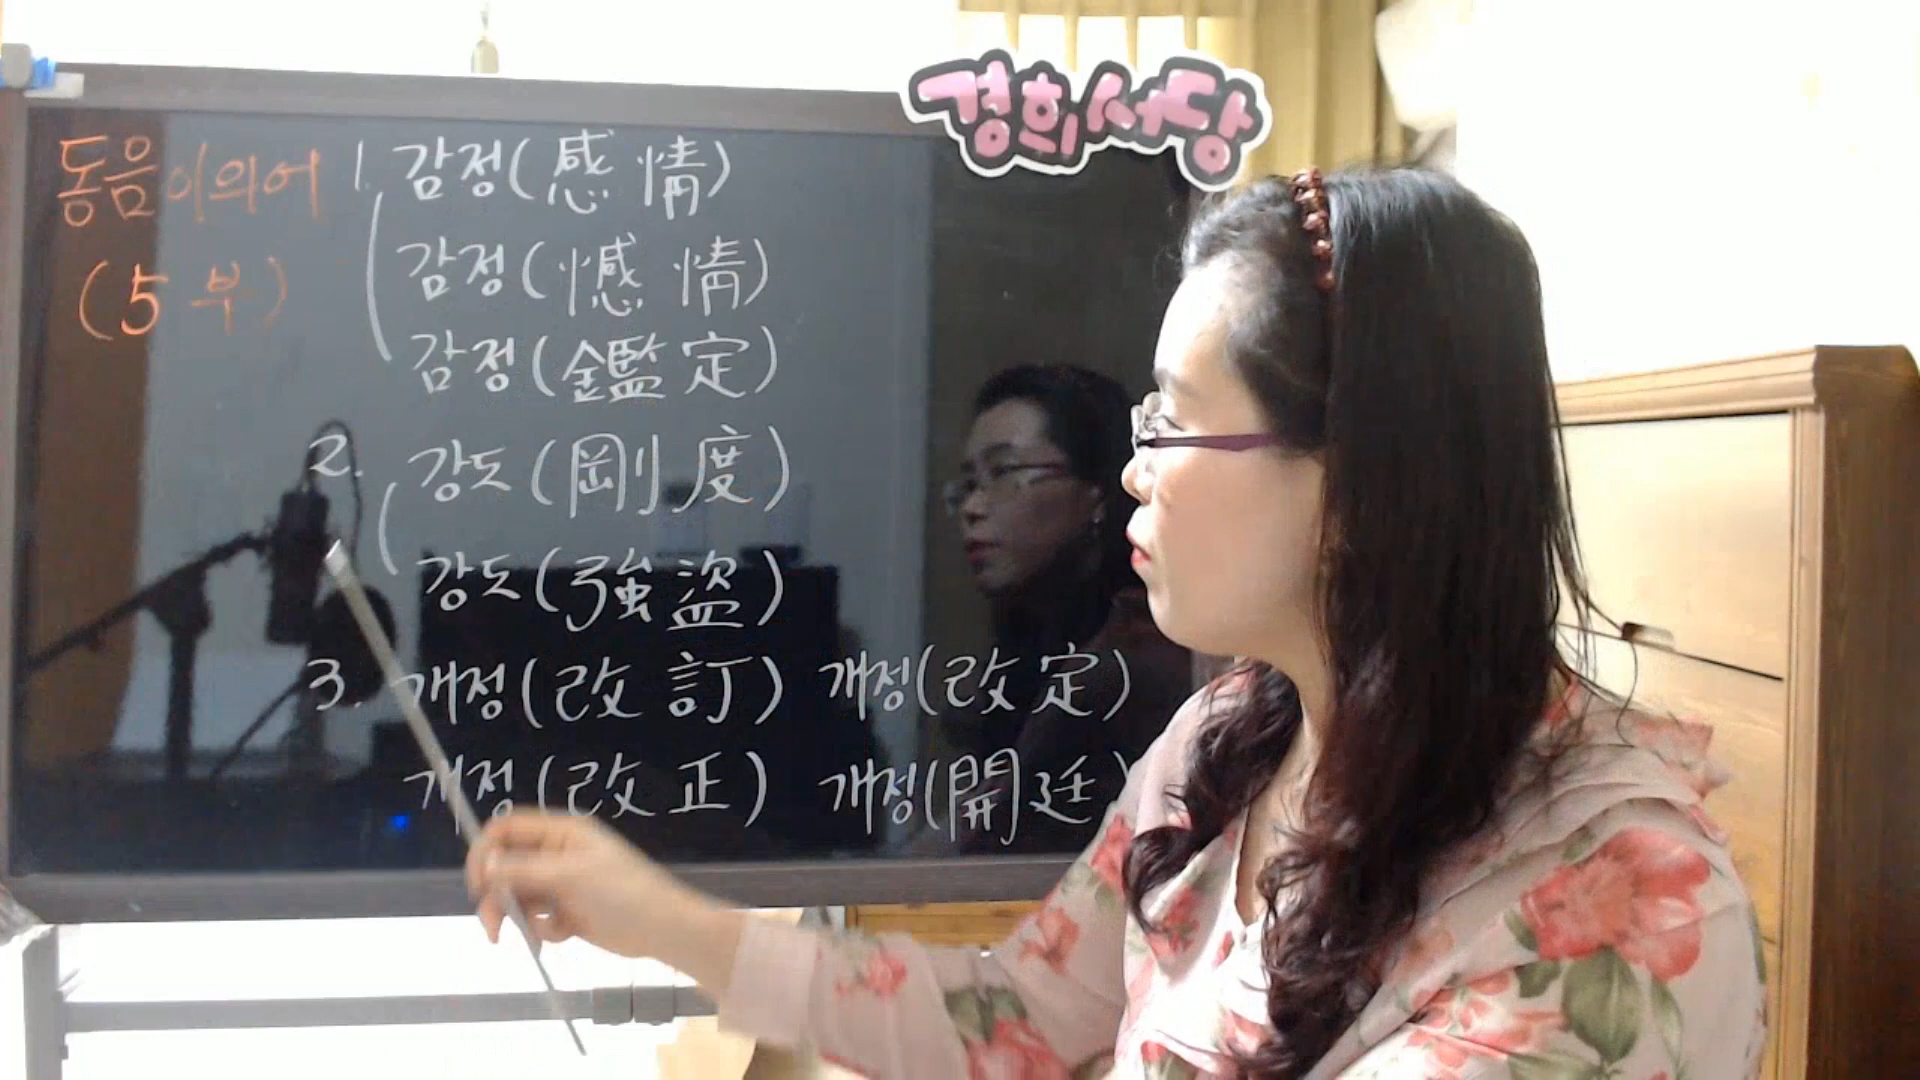 경희서당
동음이의어
(5부)
1. 감정(感情)
감정(憾情)
감정(鑑定)
2. 강도(剛度)
강도(強盜)
3. 개정(改訂) 개정(改定)
개정(改正) 개정(開廷)